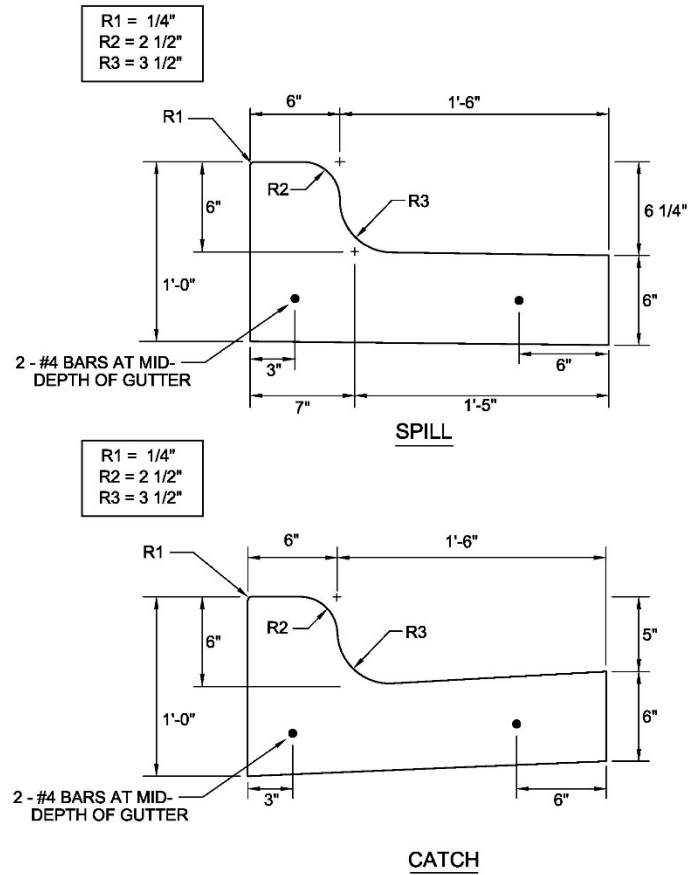 R1 = 1/4"
R2 = 2 1/2"
R3 = 3 1/2"
6"
1'-6"
R1
R2
R3
6"
6 1/4"
1'-0"
6"
2 - #4 BARS AT MID-
DEPTH OF GUTTER
3"
6"
7"
1'-5"
SPILL
R1 = 1/4"
R2 = 2 1/2"
R3 = 3 1/2"
6"
1'-6"
R1
R2
R3
6"
5"
1'-0"
6"
2 - #4 BARS AT MID-
DEPTH OF GUTTER
3"
6"
CATCH